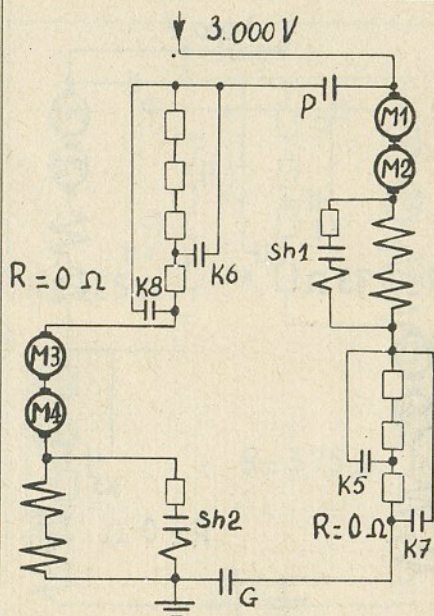 3.000 V
P
M1
M2
Sh1
K6
R=0 Ω
K8
M3
M4
K5
Sh2
R=0 Ω
K7
G